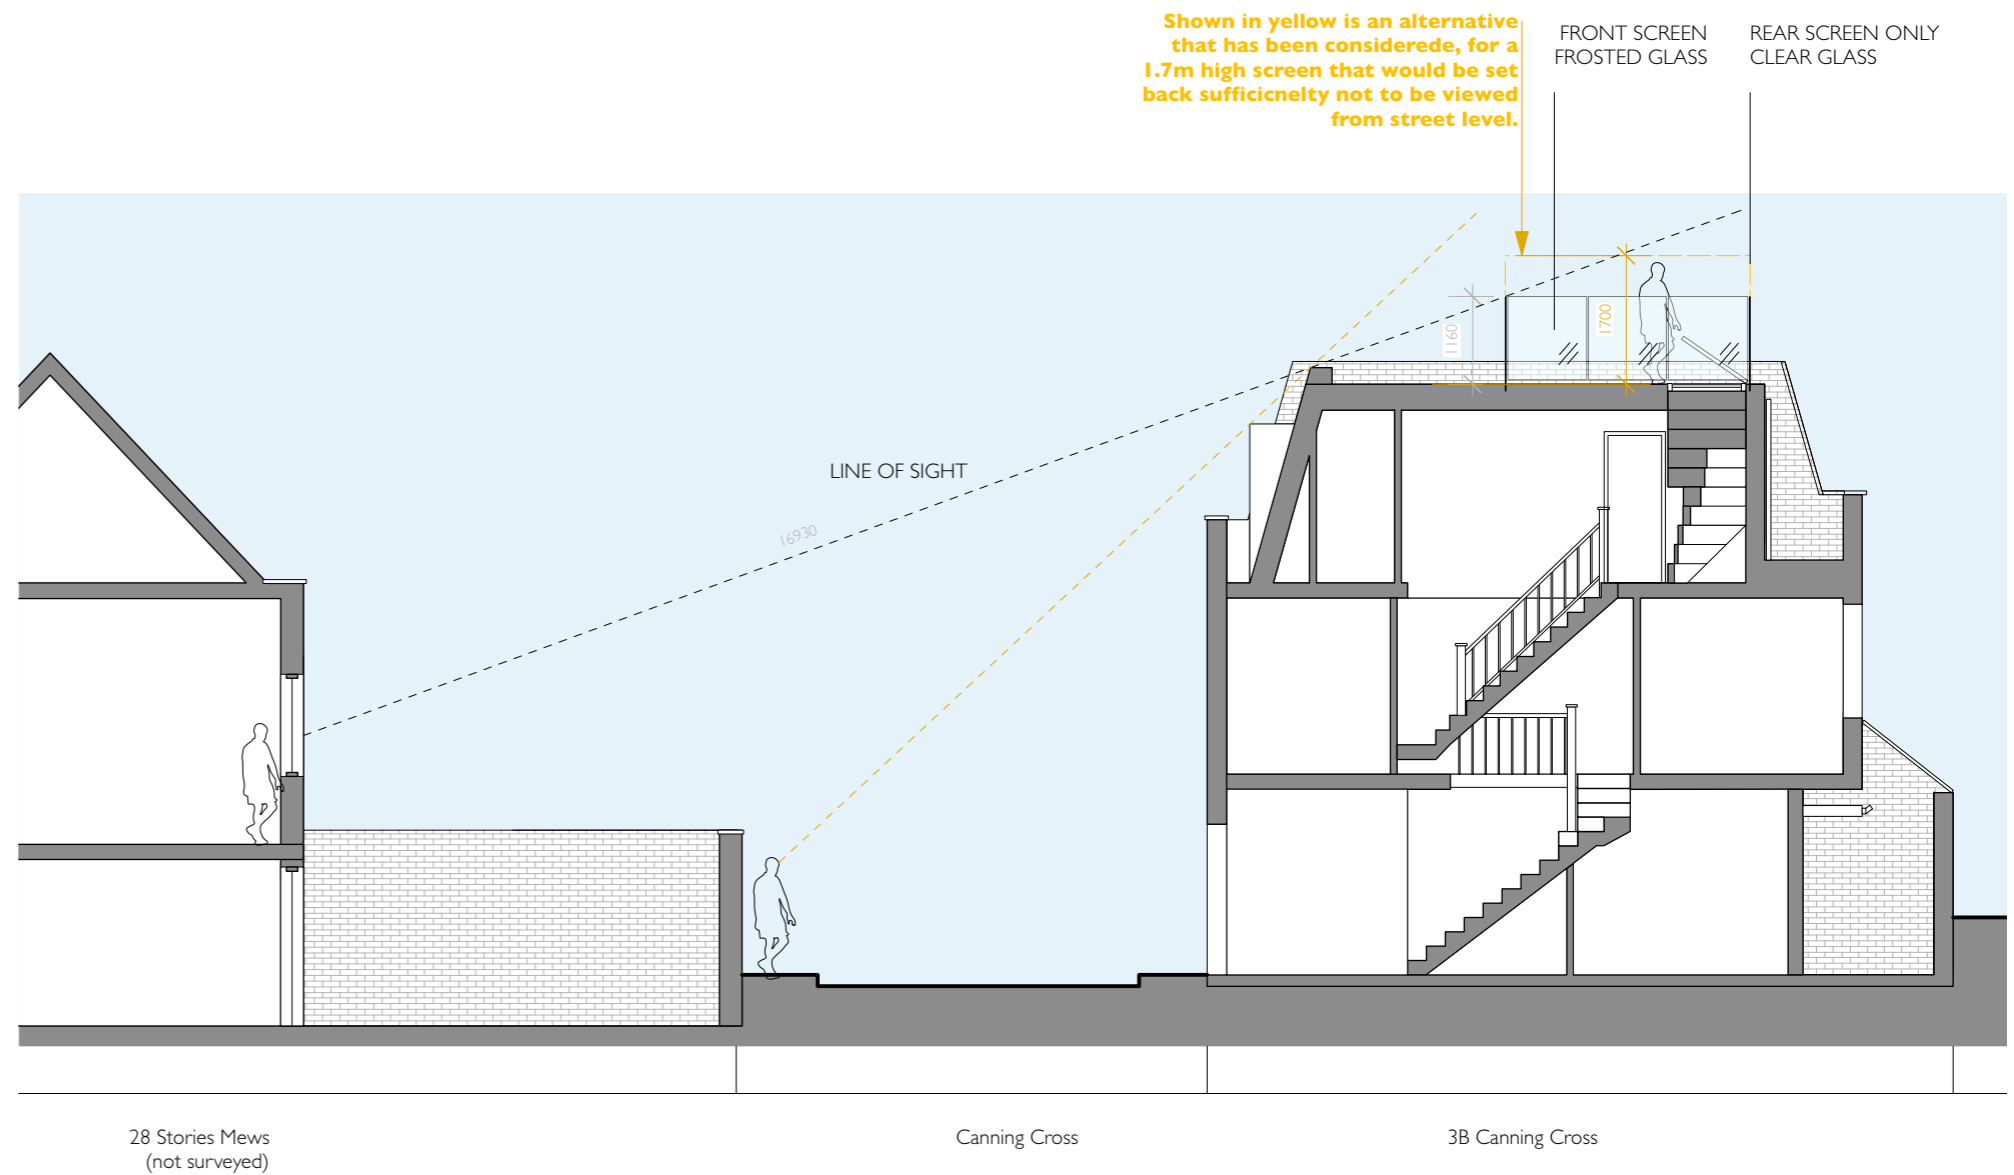 Shown in yellow is an alternative
that has been considerede, for a
1.7m high screen that would be set
back sufficicnelty not to be viewed
from street level.
FRONT SCREEN
FROSTED GLASS
REAR SCREEN ONLY
CLEAR GLASS
1160
1700
LINE OF SIGHT
16930
28 Stories Mews
(not surveyed)
Canning Cross
3B Canning Cross